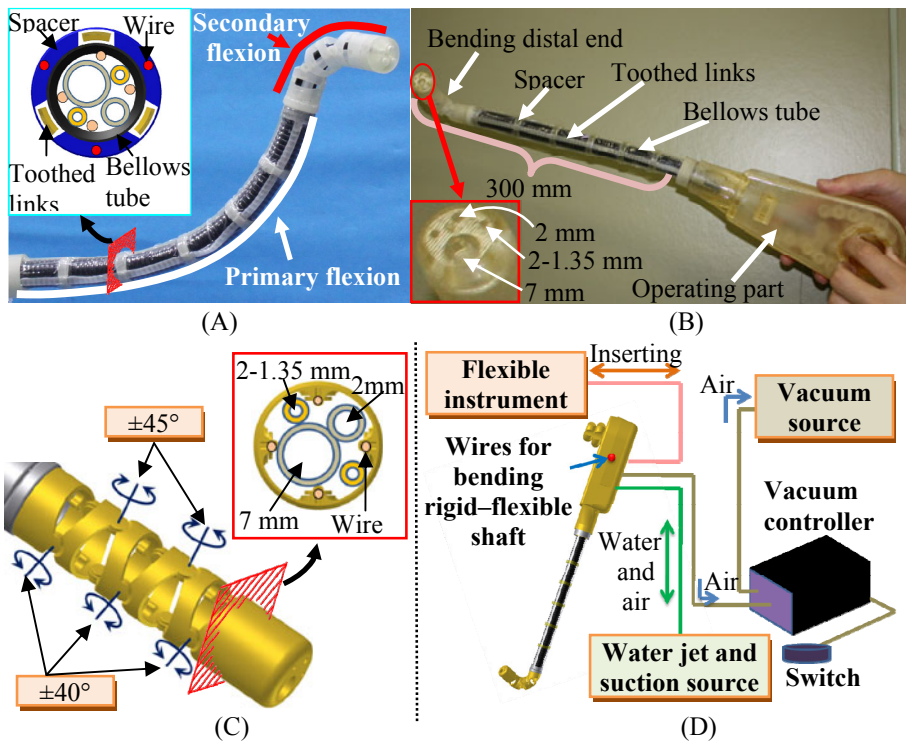 Spacer
Wire
Toothed
links
Bellows
tube
Secondary
flexion
Primary flexion
(A)
Bending distal end
Spacer
Toothed links
Bellows tube
300 mm
2 mm
2-1.35 mm
7 mm
Operating part
B
(B)
2-1.35 mm
2mm
7 mm
Wire
±45°
±40°
(C)
Inserting
Flexible
instrument
Air
Vacuum
source
Wires for
bending
rigid–flexible
shaft
Vacuum
controller
Water
and
air
Air
Water jet and
suction source
Switch
(D)